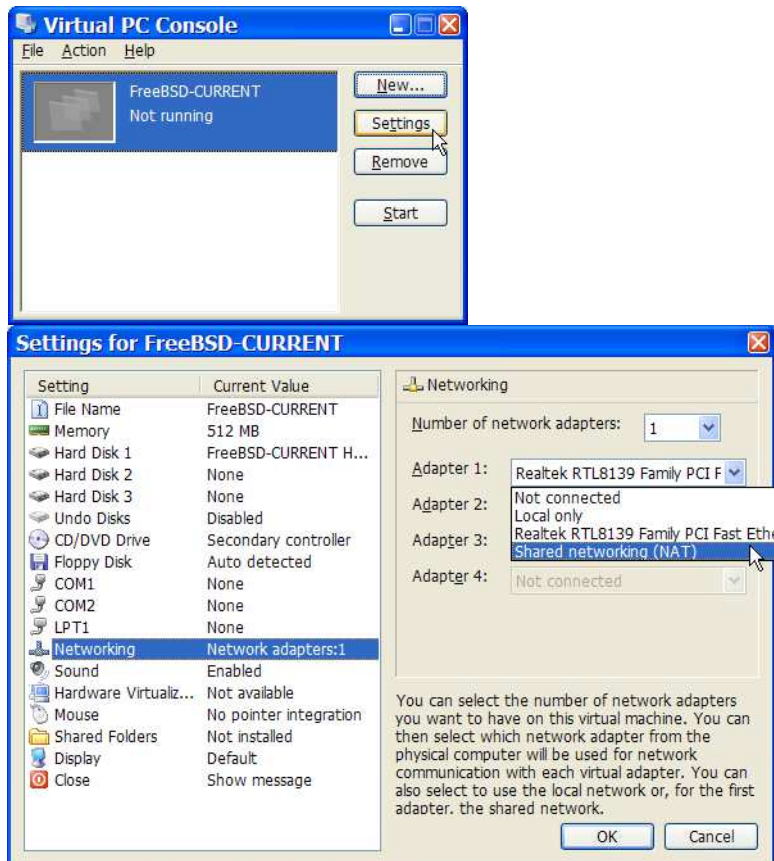 Virtual PC Console
File Action Help
FreeBSD-CURRENT
Not running
New...
Settings
Remove
Start
Settings for FreeBSD-CURRENT
Setting Current Value
File Name FreeBSD-CURRENT
Memory 512 MB
Hard Disk 1 FreeBSD-CURRENT H...
Hard Disk 2 None
Hard Disk 3 None
Undo Disks Disabled
CD/DVD Drive Secondary controller
Floppy Disk Auto detected
COM1 None
COM2 None
LPT1 None
Networking Network adapters:1
Sound Enabled
Hardware Virtualiz... Not available
Mouse No pointer integration
Shared Folders Not installed
Display Default
Close Show message
Networking
Number of network adapters: 1
Adapter 1: Realtek RTL8139 Family PCI F
Not connected
Adapter 2:
Local only
Realtek RTL8139 Family PCI Fast Ethe
Adapter 3:
Shared networking (NAT)
Adapter 4: Not connected
You can select the number of network adapters
you want to have on this virtual machine. You can
then select which network adapter from the
physical computer will be used for network
communication with each virtual adapter. You can
also select to use the local network or, for the first
adapter, the shared network.
OK Cancel